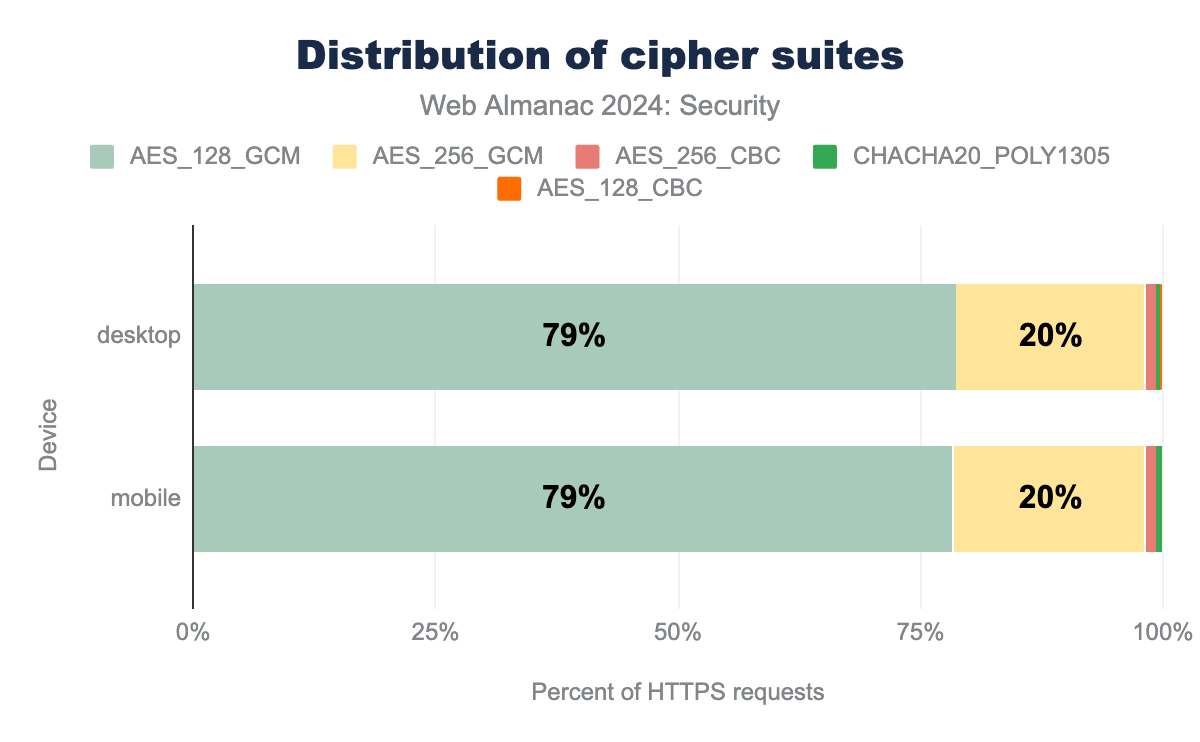 Distribution of cipher suites
Web Almanac 2024: Security
AES_128_GCM AES_256_GCM AES_256_CBC CHACHA20_POLY1305
AES_128_CBC
Device
desktop 79% 20%
mobile 79% 20%
0% 25% 50% 75% 100%
Percent of HTTPS requests